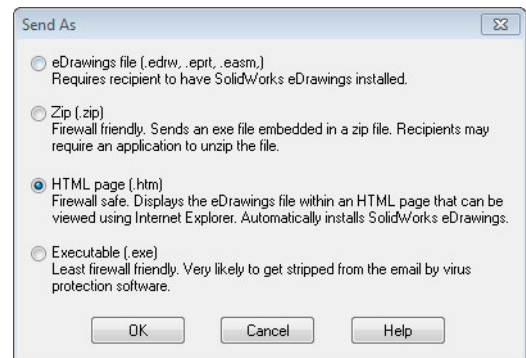 Send As
eDrawings file (.edrw, .eprt, .easm,)
Requires recipient to have SolidWorks eDrawings installed.
Zip (.zip)
Firewall friendly. Sends an exe file embedded in a zip file. Recipients may
require an application to unzip the file.
HTML page (.htm)
Firewall safe. Displays the eDrawings file within an HTML page that can be
viewed using Internet Explorer. Automatically installs SolidWorks eDrawings.
Executable (.exe)
Least firewall friendly. Very likely to get stripped from the email by virus
protection software.
OK Cancel Help